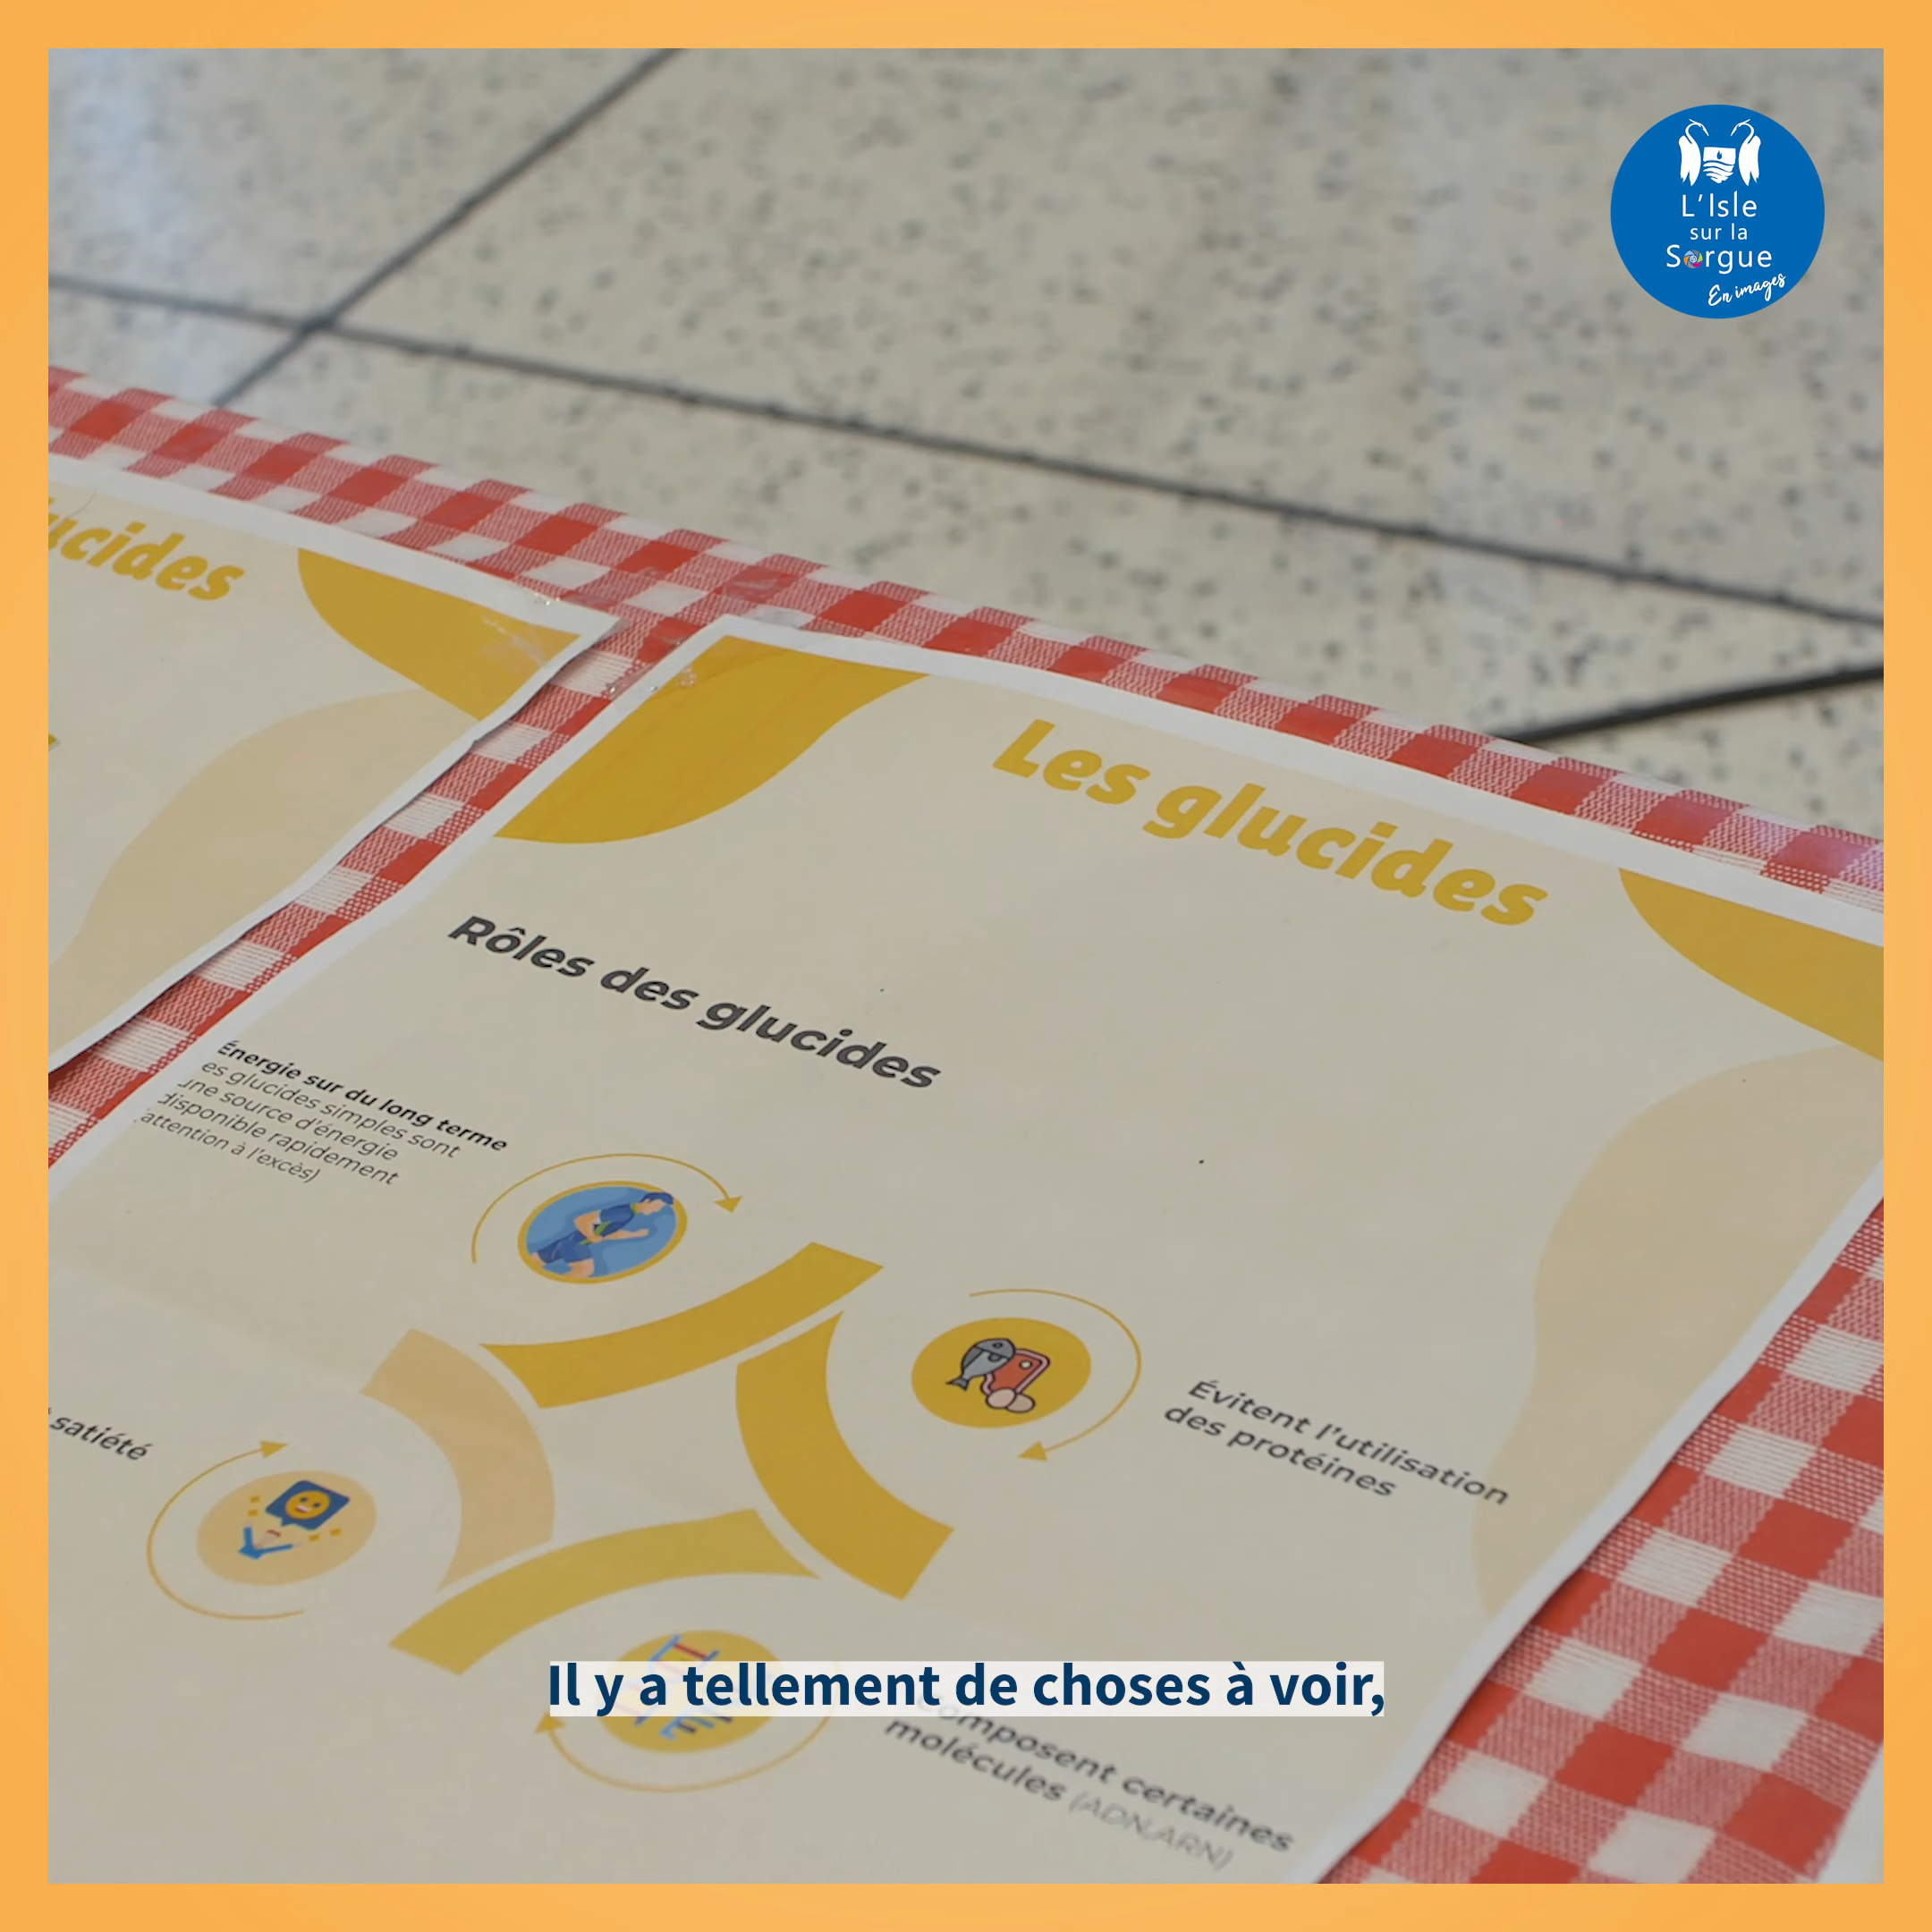 L'Isle
sur la
Sorgue
En images
ucides
Les glucides
Rôles des glucides
Énergie sur du long terme
es glucides simples sont
une source d'énergie
disponible rapidement
attention à l'excès)
Évitent l'utilisation
des protéines
satiété
Il y a tellement de choses à voir,
Composent certaines
molécules (ADN,ARN)